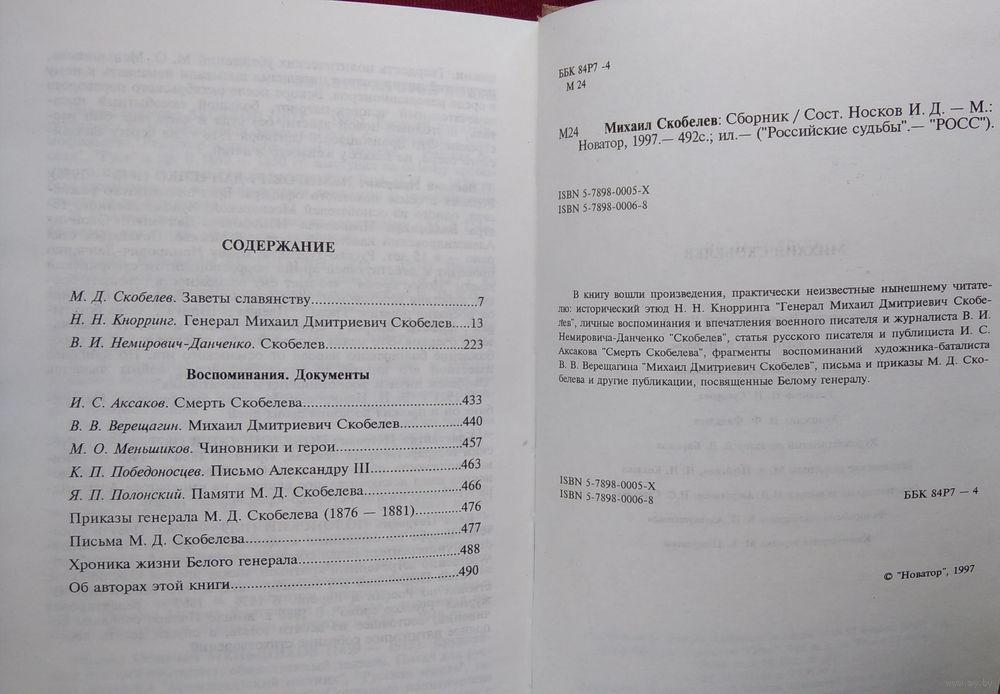 СОДЕРЖАНИЕ
М. Д. Скобелев. Заветы славянству..............................7
Н. Н. Кнорринг. Генерал Михаил Дмитриевич Скобелев.....13
В. И. Немирович-Данченко. Скобелев..........................223
Воспоминания. Документы
И. С. Аксаков. Смерть Скобелева..............................433
В. В. Верещагин. Михаил Дмитриевич Скобелев.............440
М. О. Меньшиков. Чиновники и герои........................457
К. П. Победоносцев. Письмо Александру III..................463
Я. П. Полонский. Памяти М. Д. Скобелева...................466
Приказы генерала М. Д. Скобелева (1876 — 1881)..........476
Письма М. Д. Скобелева..........................................477
Хроника жизни Белого генерала................................488
Об авторах этой книги............................................490
ББК 84Р7 -4
М 24
М24 Михаил Скобелев: Сборник / Сост. Носков И. Д. — М.:
Новатор, 1997.— 492с.; ил.— ("Российские судьбы".— "РОСС").
ISBN 5-7898-0005-X
ISBN 5-7898-0006-8
В книгу вошли произведения, практически неизвестные нынешнему читате-
лю: исторический этюд Н. Н. Кнорринга "Генерал Михаил Дмитриевич Скобе-
лев", личные воспоминания и впечатления военного писателя и журналиста В. И.
Немировича-Данченко "Скобелев", статья русского писателя и публициста И. С.
Аксакова "Смерть Скобелева", фрагменты воспоминаний художника-баталиста
В. В. Верещагина "Михаил Дмитриевич Скобелев", письма и приказы М. Д. Ско-
белева и другие публикации, посвященные Белому генералу.
ISBN 5-7898-0005-X
ISBN 5-7898-0006-8
ББК 84Р7 — 4
© "Новатор", 1997